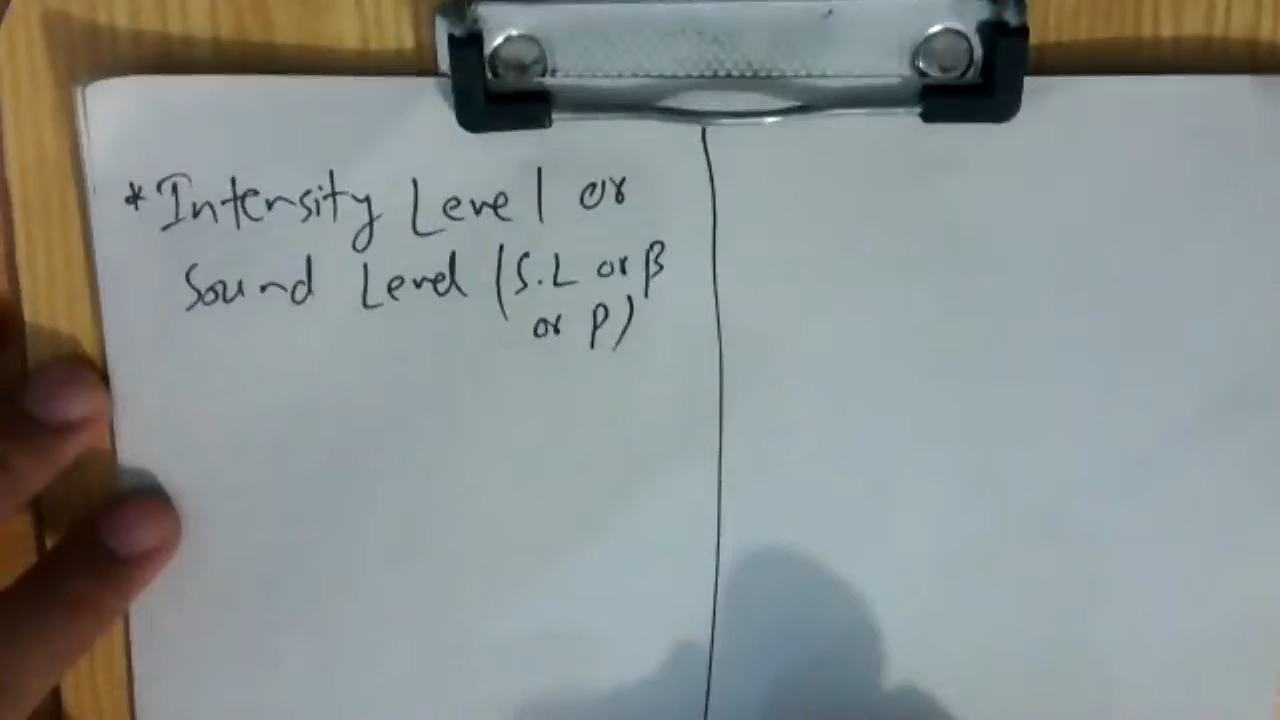 *Intensity Level or
Sound Level (S.L or β
or P)